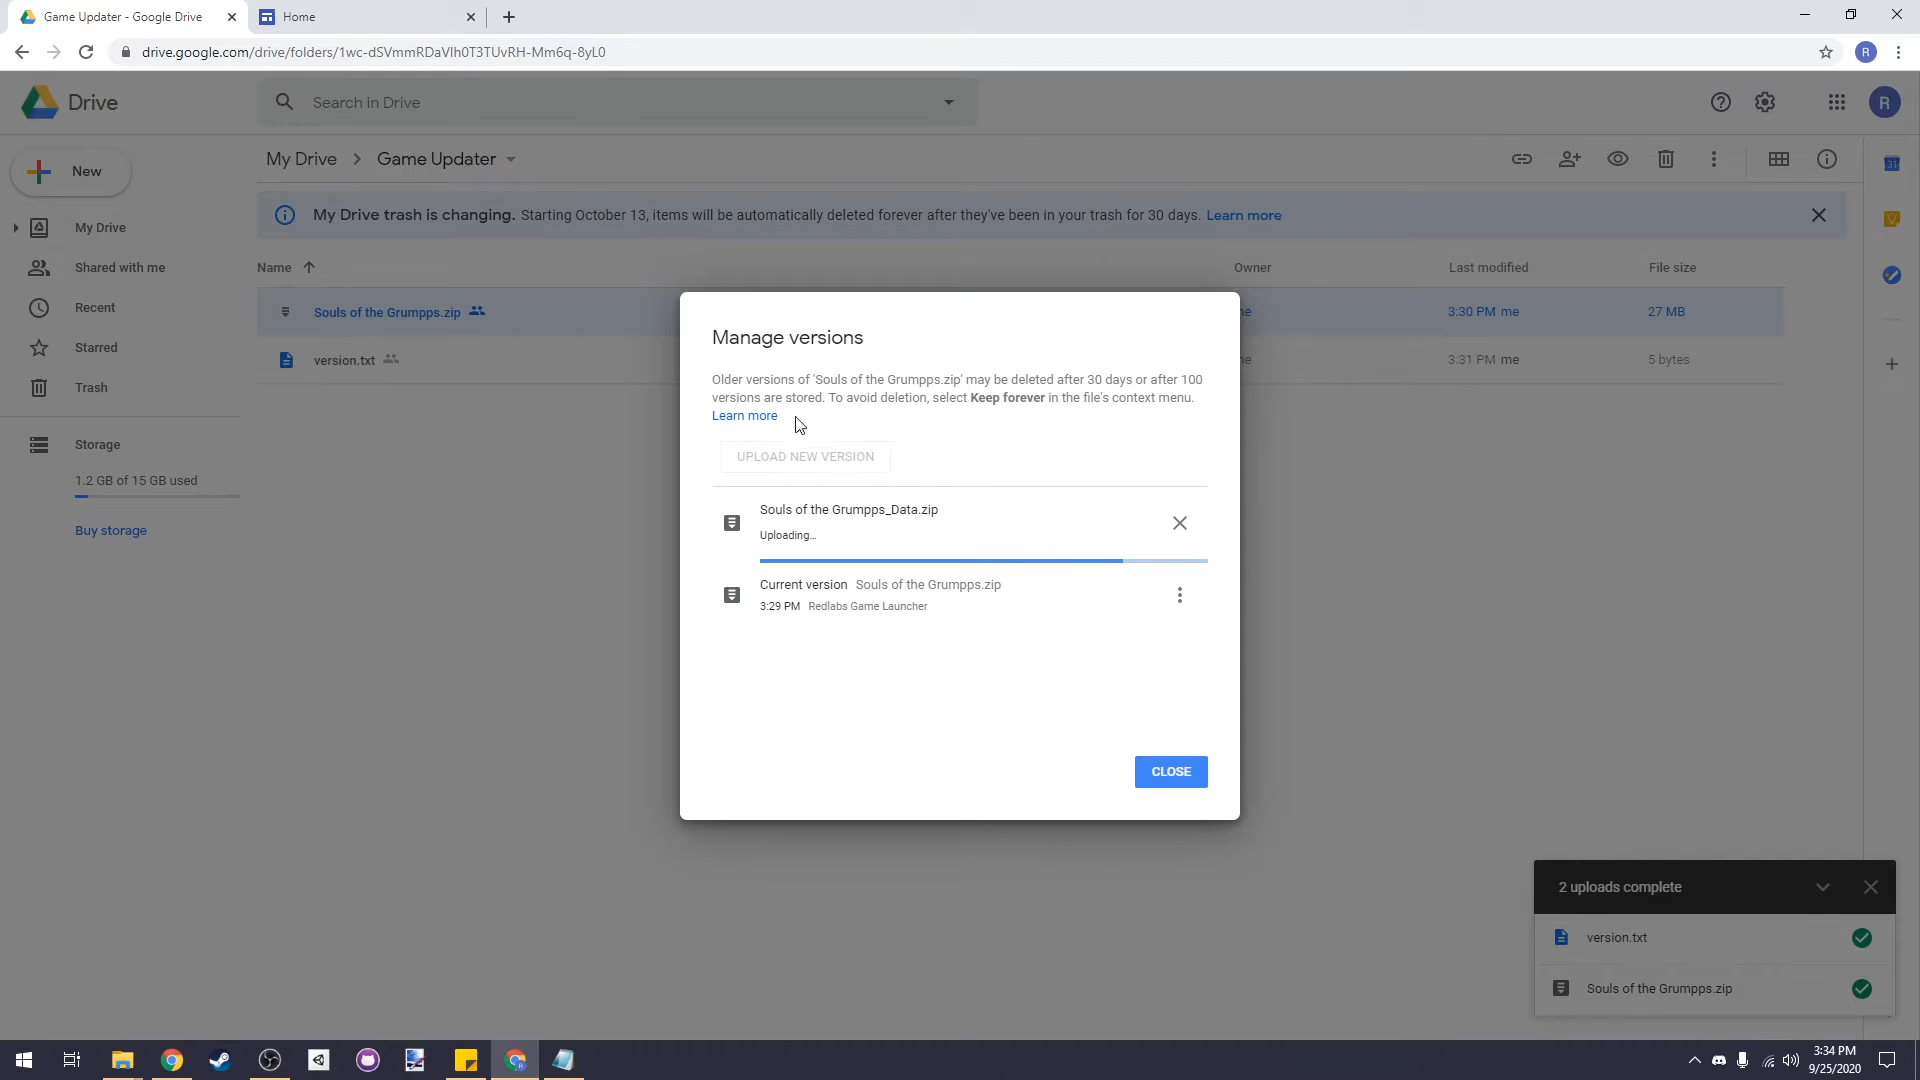 Game Updater - Google Drive
Home
drive.google.com/drive/folders/1wc-dSVmmRDaVlh0T3TUvRH-Mm6q-8yL0
R
Drive
Search in Drive
R
New
My Drive
Game Updater
31
My Drive trash is changing. Starting October 13, items will be automatically deleted forever after they've been in your trash for 30 days. Learn more
My Drive
Shared with me
Recent
Starred
Trash
Storage
1.2 GB of 15 GB used
Buy storage
Name
Owner
Last modified
File size
Souls of the Grumpps.zip
3:30 PM me
27 MB
version.txt
3:31 PM me
5 bytes
Manage versions
Older versions of 'Souls of the Grumpps.zip' may be deleted after 30 days or after 100
versions are stored. To avoid deletion, select Keep forever in the file's context menu.
Learn more
UPLOAD NEW VERSION
Souls of the Grumpps_Data.zip
Uploading...
Current version Souls of the Grumpps.zip
3:29 PM Redlabs Game Launcher
CLOSE
2 uploads complete
version.txt
Souls of the Grumpps.zip
3:34 PM
9/25/2020